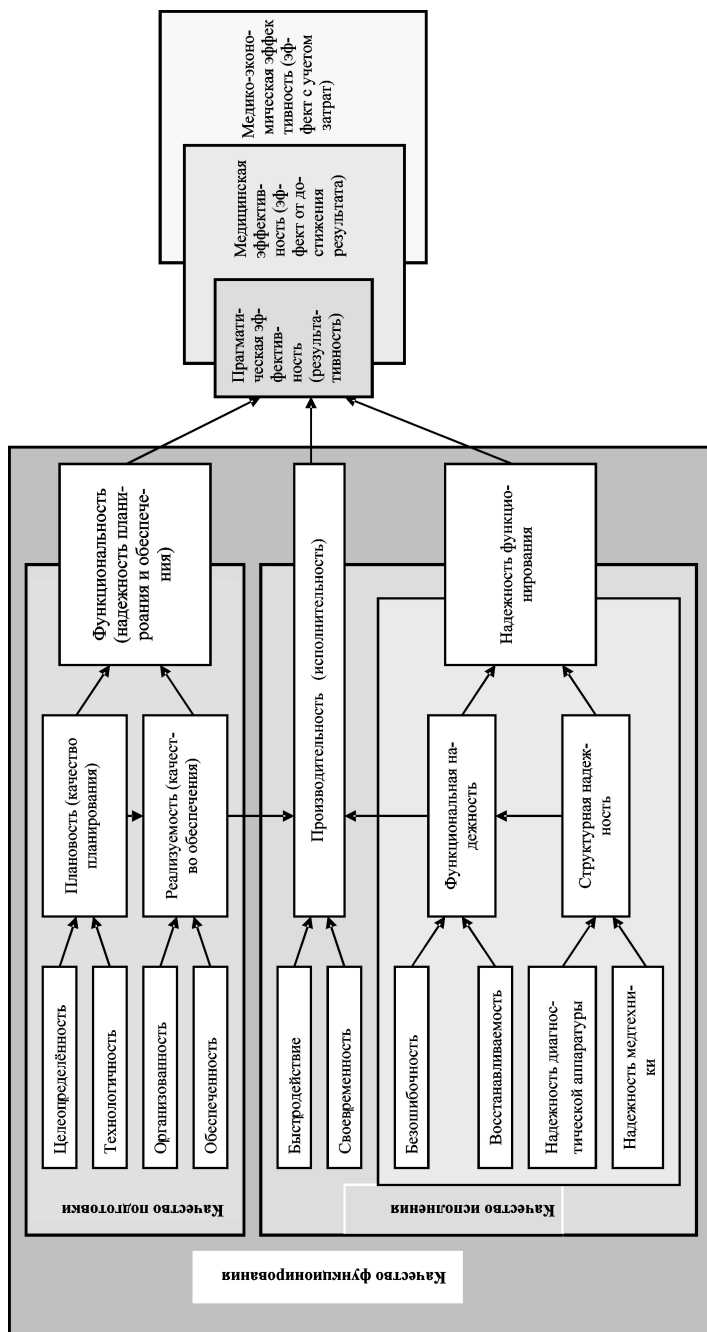 Качество функционирования
Качество подготовки
Целеопределённость
Технологичность
Организованность
Обеспеченность
Плановость (качество
планирования)
Реализуемость (качест-
во обеспечения)
Функциональность
(надежность плани-
роания и обеспече-
ния)
Качество исполнения
Быстродействие
Своевременность
Производительность (исполнительность)
Безошибочность
Восстанавливаемость
Надежность диагнос-
тической аппаратуры
Надежность медтехни-
ки
Функциональная на-
дежность
Структурная надеж-
ность
Надежность функцио-
нирования
Прагмати-
ческая эф-
фектив-
ность
(результа-
тивность)
Медицинская
эффектив-
ность (эф-
фект от до-
стижения
результата)
Медико-эконо-
мическая эффек
тивность (эф-
фект с учетом
затрат)